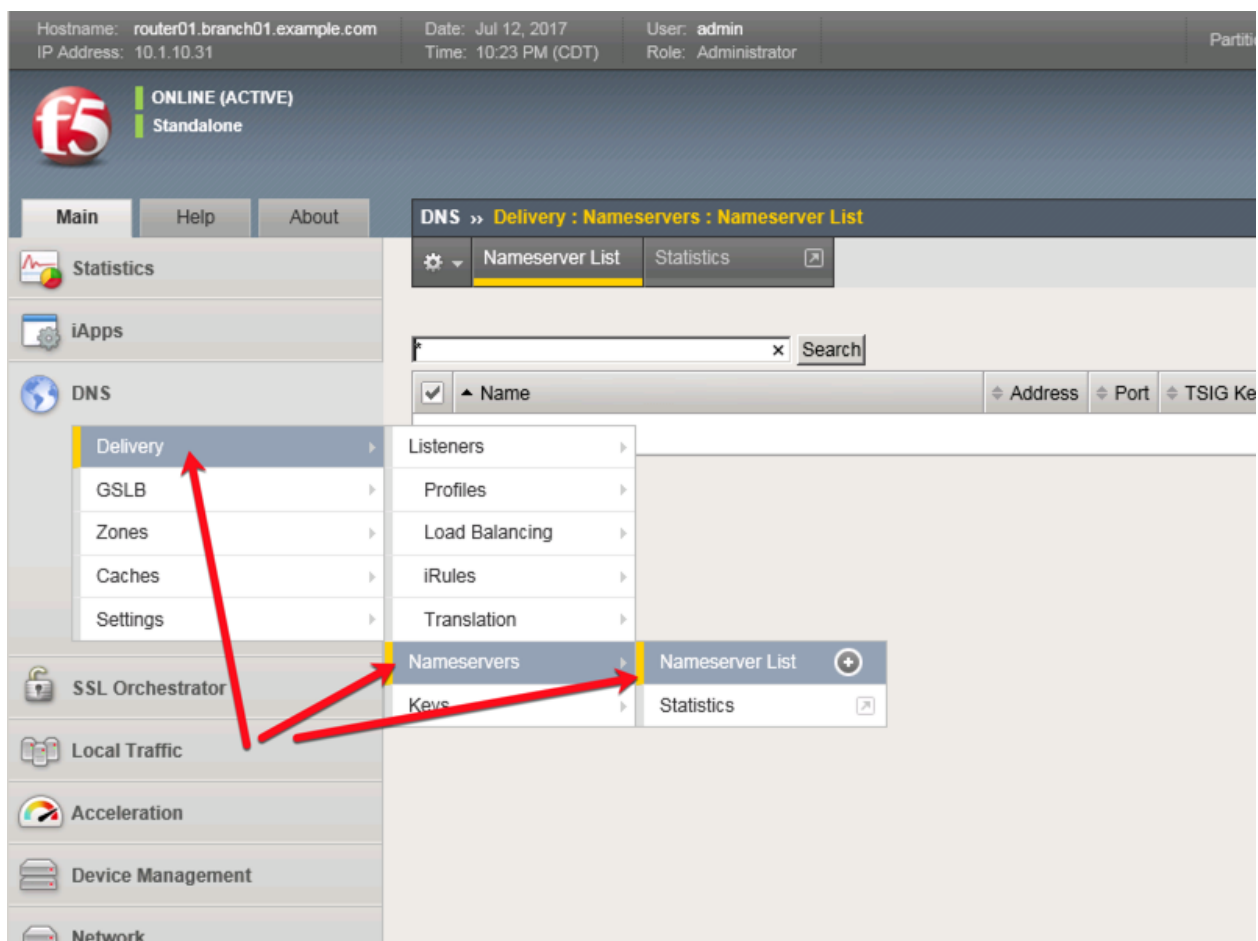 Hostname: router01.branch01.example.com Date: Jul 12, 2017 User: admin
IP Address: 10.1.10.31 Time: 10:23 PM (CDT) Role: Administrator
f5
ONLINE (ACTIVE)
Standalone
Main Help About
DNS ›› Delivery : Nameservers : Nameserver List
Nameserver List Statistics
Statistics
iApps
* × Search
DNS
Name Address Port TSIG
Delivery Listeners
GSLB Profiles
Zones Load Balancing
Caches iRules
Settings Translation
Nameservers Nameserver List
Keys Statistics
SSL Orchestrator
Local Traffic
Acceleration
Device Management
Network